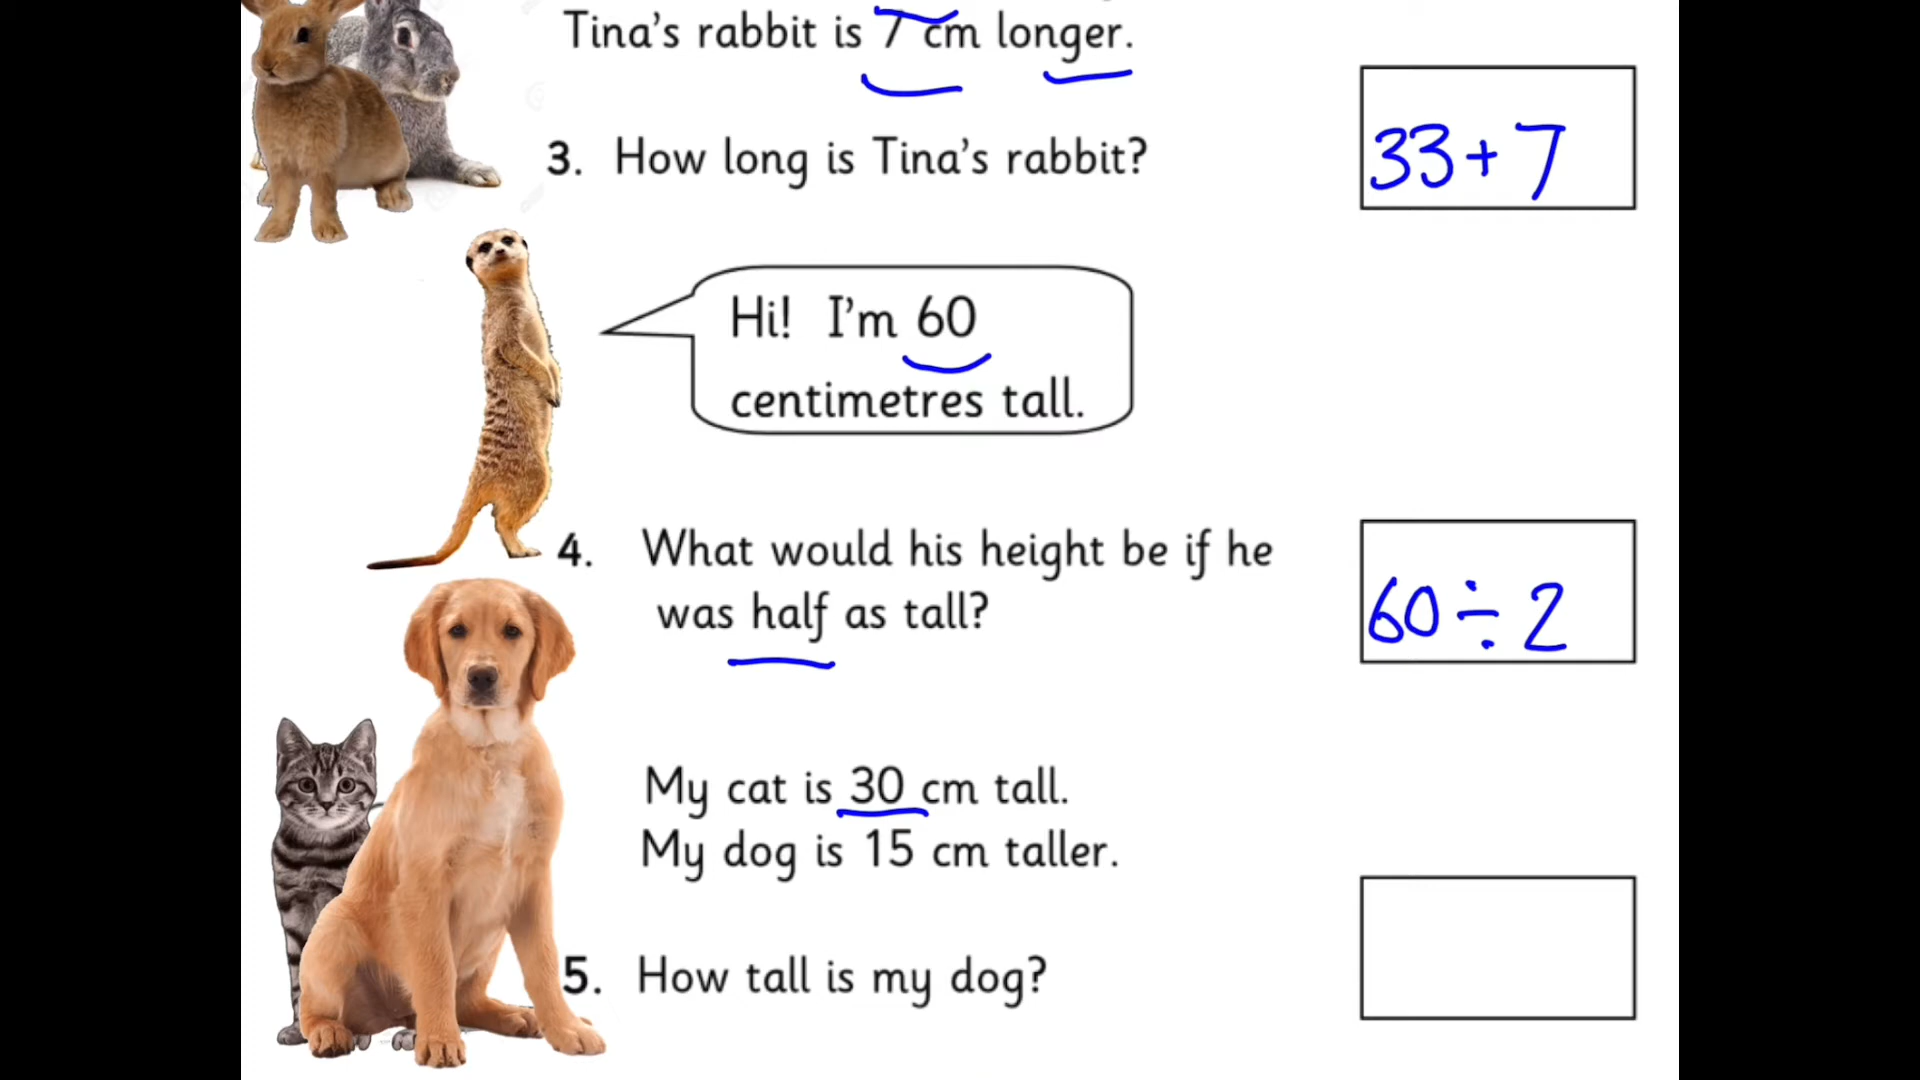 Tina's rabbit is 7 cm longer.
3. How long is Tina's rabbit?
33 + 7
Hi! I'm 60
centimetres tall.
4. What would his height be if he
was half as tall?
60 ÷ 2
My cat is 30 cm tall.
My dog is 15 cm taller.
5. How tall is my dog?